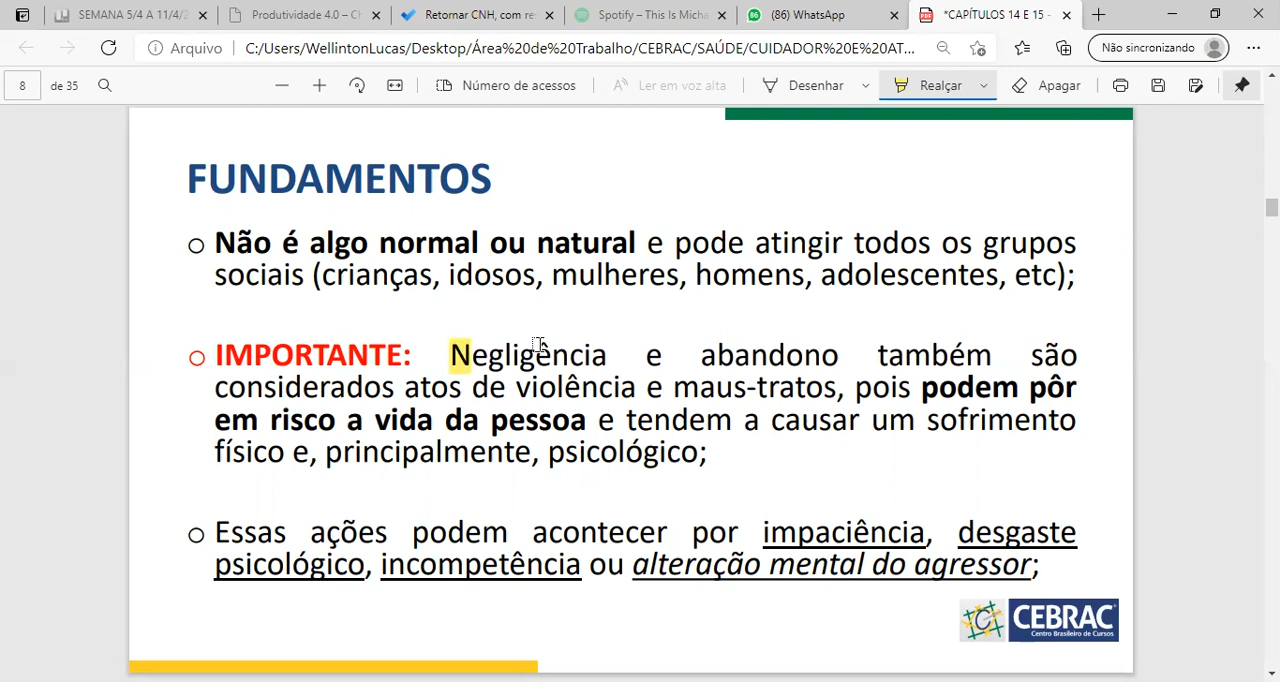 SEMANA 5/4 A 11/4/2
Produtividade 4.0 – Ch
Retornar CNH, com re
Spotify – This Is Micha
(86) WhatsApp
*CAPÍTULOS 14 E 15 -
Arquivo
C:/Users/WellintonLucas/Desktop/Área%20de%20Trabalho/CEBRAC/SAÚDE/CUIDADOR%20E%20AT...
Não sincronizando
8 de 35
Número de acessos
Ler em voz alta
Desenhar
Realçar
Apagar
FUNDAMENTOS
Não é algo normal ou natural e pode atingir todos os grupos
sociais (crianças, idosos, mulheres, homens, adolescentes, etc);
IMPORTANTE: Negligência e abandono também são
considerados atos de violência e maus-tratos, pois podem pôr
em risco a vida da pessoa e tendem a causar um sofrimento
físico e, principalmente, psicológico;
Essas ações podem acontecer por impaciência, desgaste
psicológico, incompetência ou alteração mental do agressor;
CEBRAC
Centro Brasileiro de Cursos